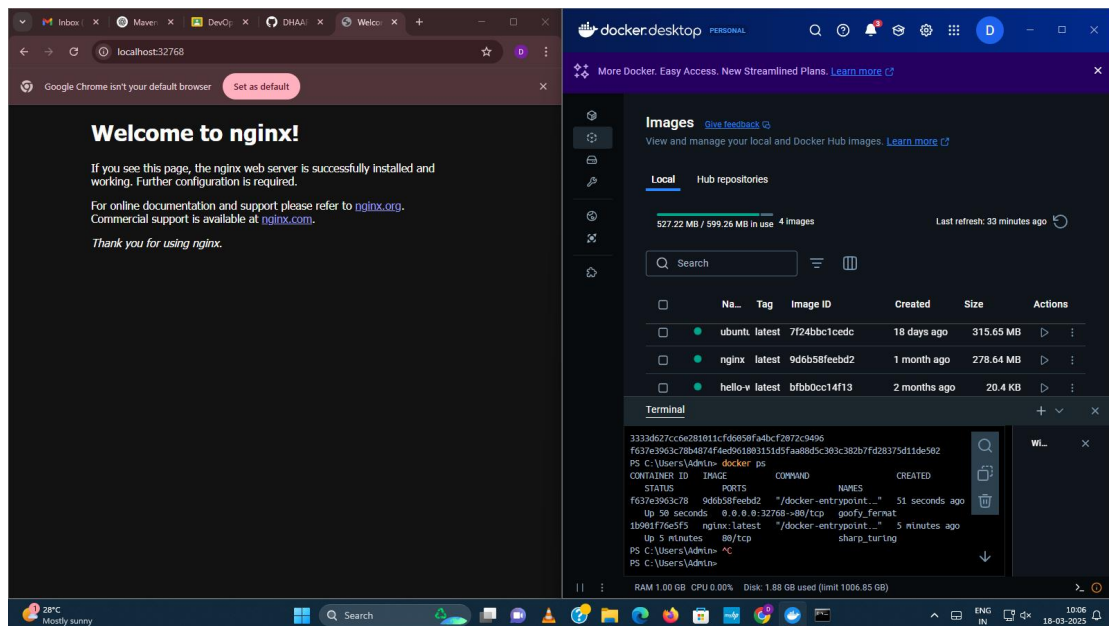 Inbox
Maven
DevOp
DHAA
Welcor
localhost:32768
D
Google Chrome isn't your default browser
Set as default
Welcome to nginx!
If you see this page, the nginx web server is successfully installed and
working. Further configuration is required.
For online documentation and support please refer to nginx.org.
Commercial support is available at nginx.com.
Thank you for using nginx.
docker.desktop PERSONAL
3
D
More Docker. Easy Access. New Streamlined Plans. Learn more
Images Give feedback
View and manage your local and Docker Hub images. Learn more
Local Hub repositories
527.22 MB / 599.26 MB in use 4 images Last refresh: 33 minutes ago
Search
Na... Tag Image ID Created Size Actions
ubunt latest 7f24bbc1cedc 18 days ago 315.65 MB
nginx latest 9d6b58feebd2 1 month ago 278.64 MB
hello-w latest bfbb0cc14f13 2 months ago 20.4 KB
Terminal
3333d627cc6e281011cfd6050fa4bcf2072c9496
f637e3963c78b4874f4ed961803151d5faa88d5c303c382b7fd28375d11de502
PS C:\Users\Admin> docker ps
CONTAINER ID IMAGE COMMAND CREATED
STATUS PORTS NAMES
f637e3963c78 9d6b58feebd2 "/docker-entrypoint.…" 51 seconds ago
Up 50 seconds 0.0.0.0:32768->80/tcp goofy_fermat
1b901f76e5f5 nginx:latest "/docker-entrypoint.…" 5 minutes ago
Up 5 minutes 80/tcp sharp_turing
PS C:\Users\Admin> ^C
PS C:\Users\Admin>
Wi...
RAM 1.00 GB CPU 0.00% Disk: 1.88 GB used (limit 1006.85 GB)
1
28°C
Mostly sunny
Search
ENG
IN
10:06
18-03-2025